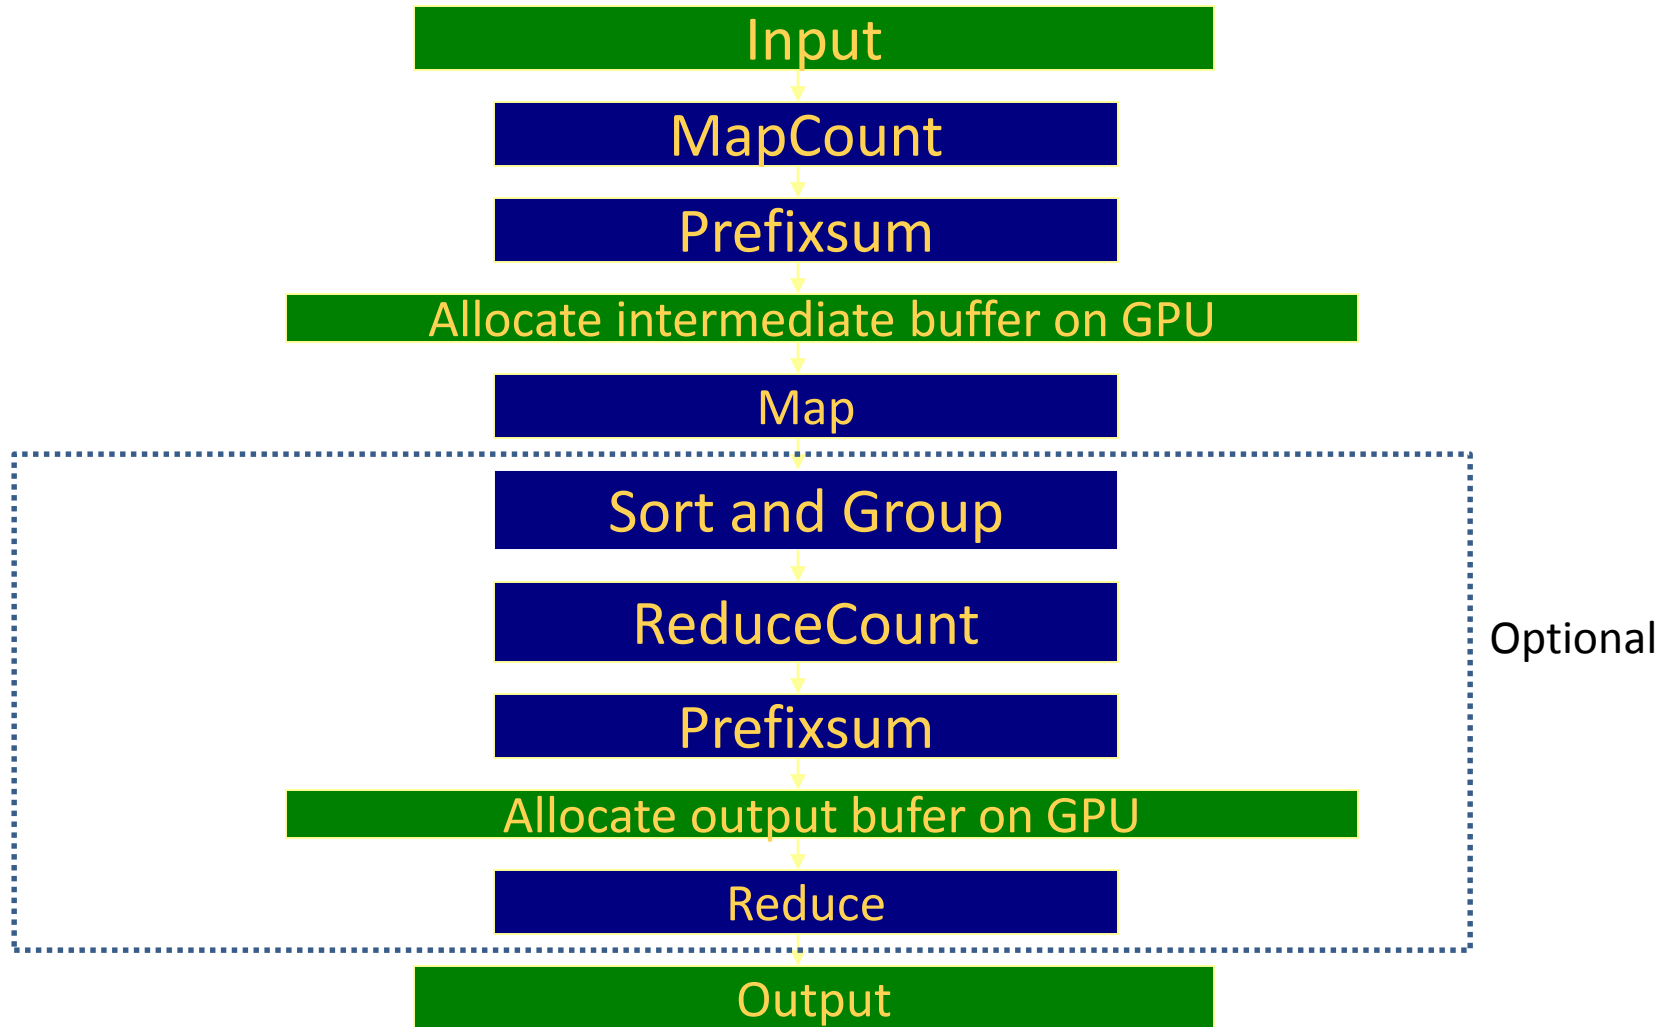 Input
MapCount
Prefixsum
Allocate intermediate buffer on GPU
Map
Sort and Group
ReduceCount
Optional
Prefixsum
Allocate output bufer on GPU
Reduce
Output